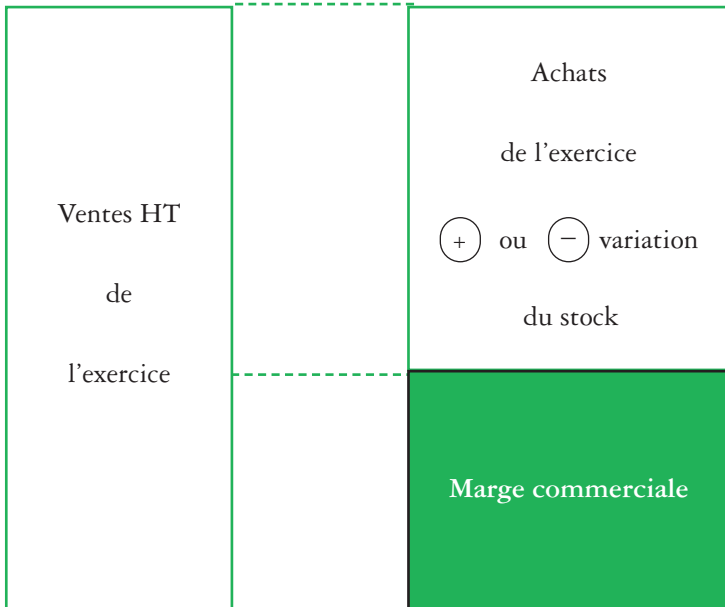 Ventes HT
de
l’exercice
Achats
de l’exercice
+ ou − variation
du stock
Marge commerciale